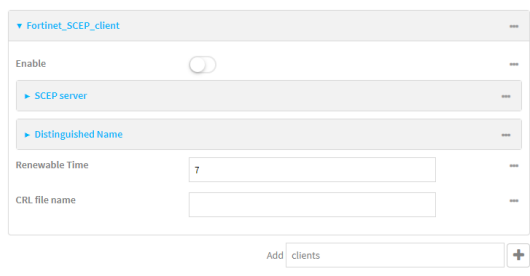 Fortinet_SCEP_client
Enable
SCEP server
Distinguished Name
Renewable Time 7
CRL file name
Add clients